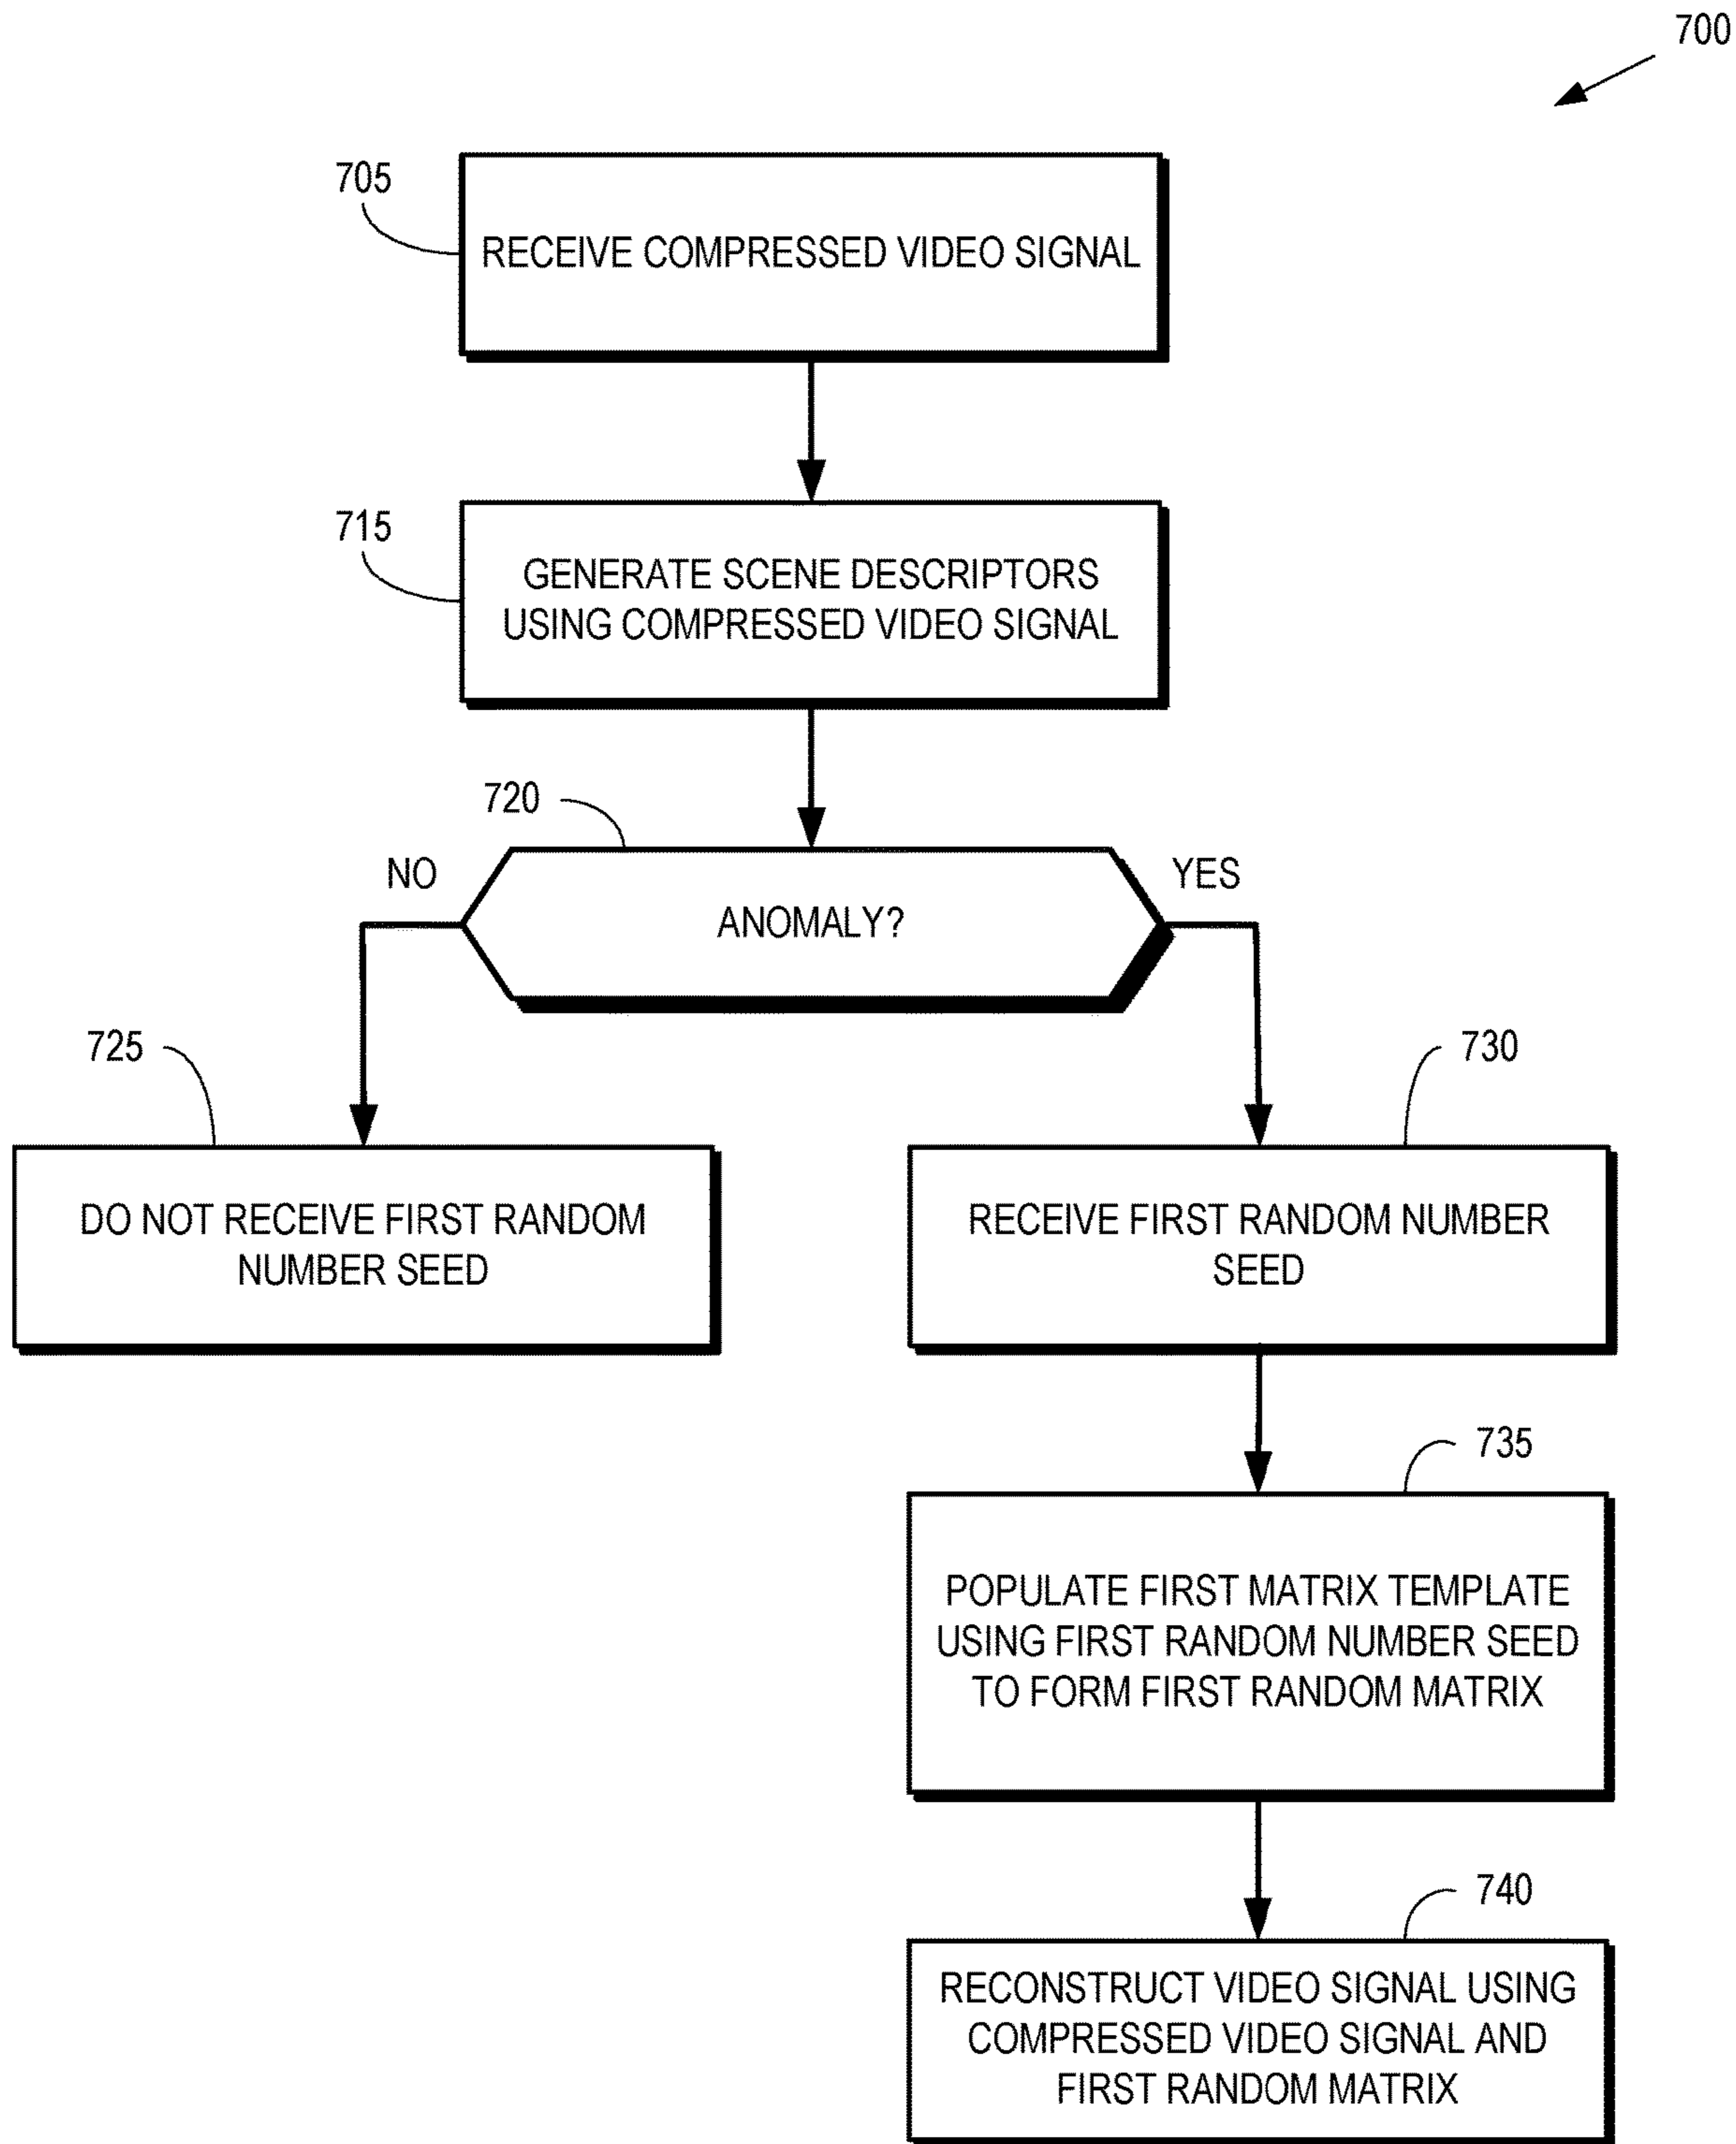 700
705
RECEIVE COMPRESSED VIDEO SIGNAL
715
GENERATE SCENE DESCRIPTORS
USING COMPRESSED VIDEO SIGNAL
720
NO
YES
ANOMALY?
725
730
DO NOT RECEIVE FIRST RANDOM
NUMBER SEED
RECEIVE FIRST RANDOM NUMBER
SEED
735
POPULATE FIRST MATRIX TEMPLATE
USING FIRST RANDOM NUMBER SEED
TO FORM FIRST RANDOM MATRIX
740
RECONSTRUCT VIDEO SIGNAL USING
COMPRESSED VIDEO SIGNAL AND
FIRST RANDOM MATRIX